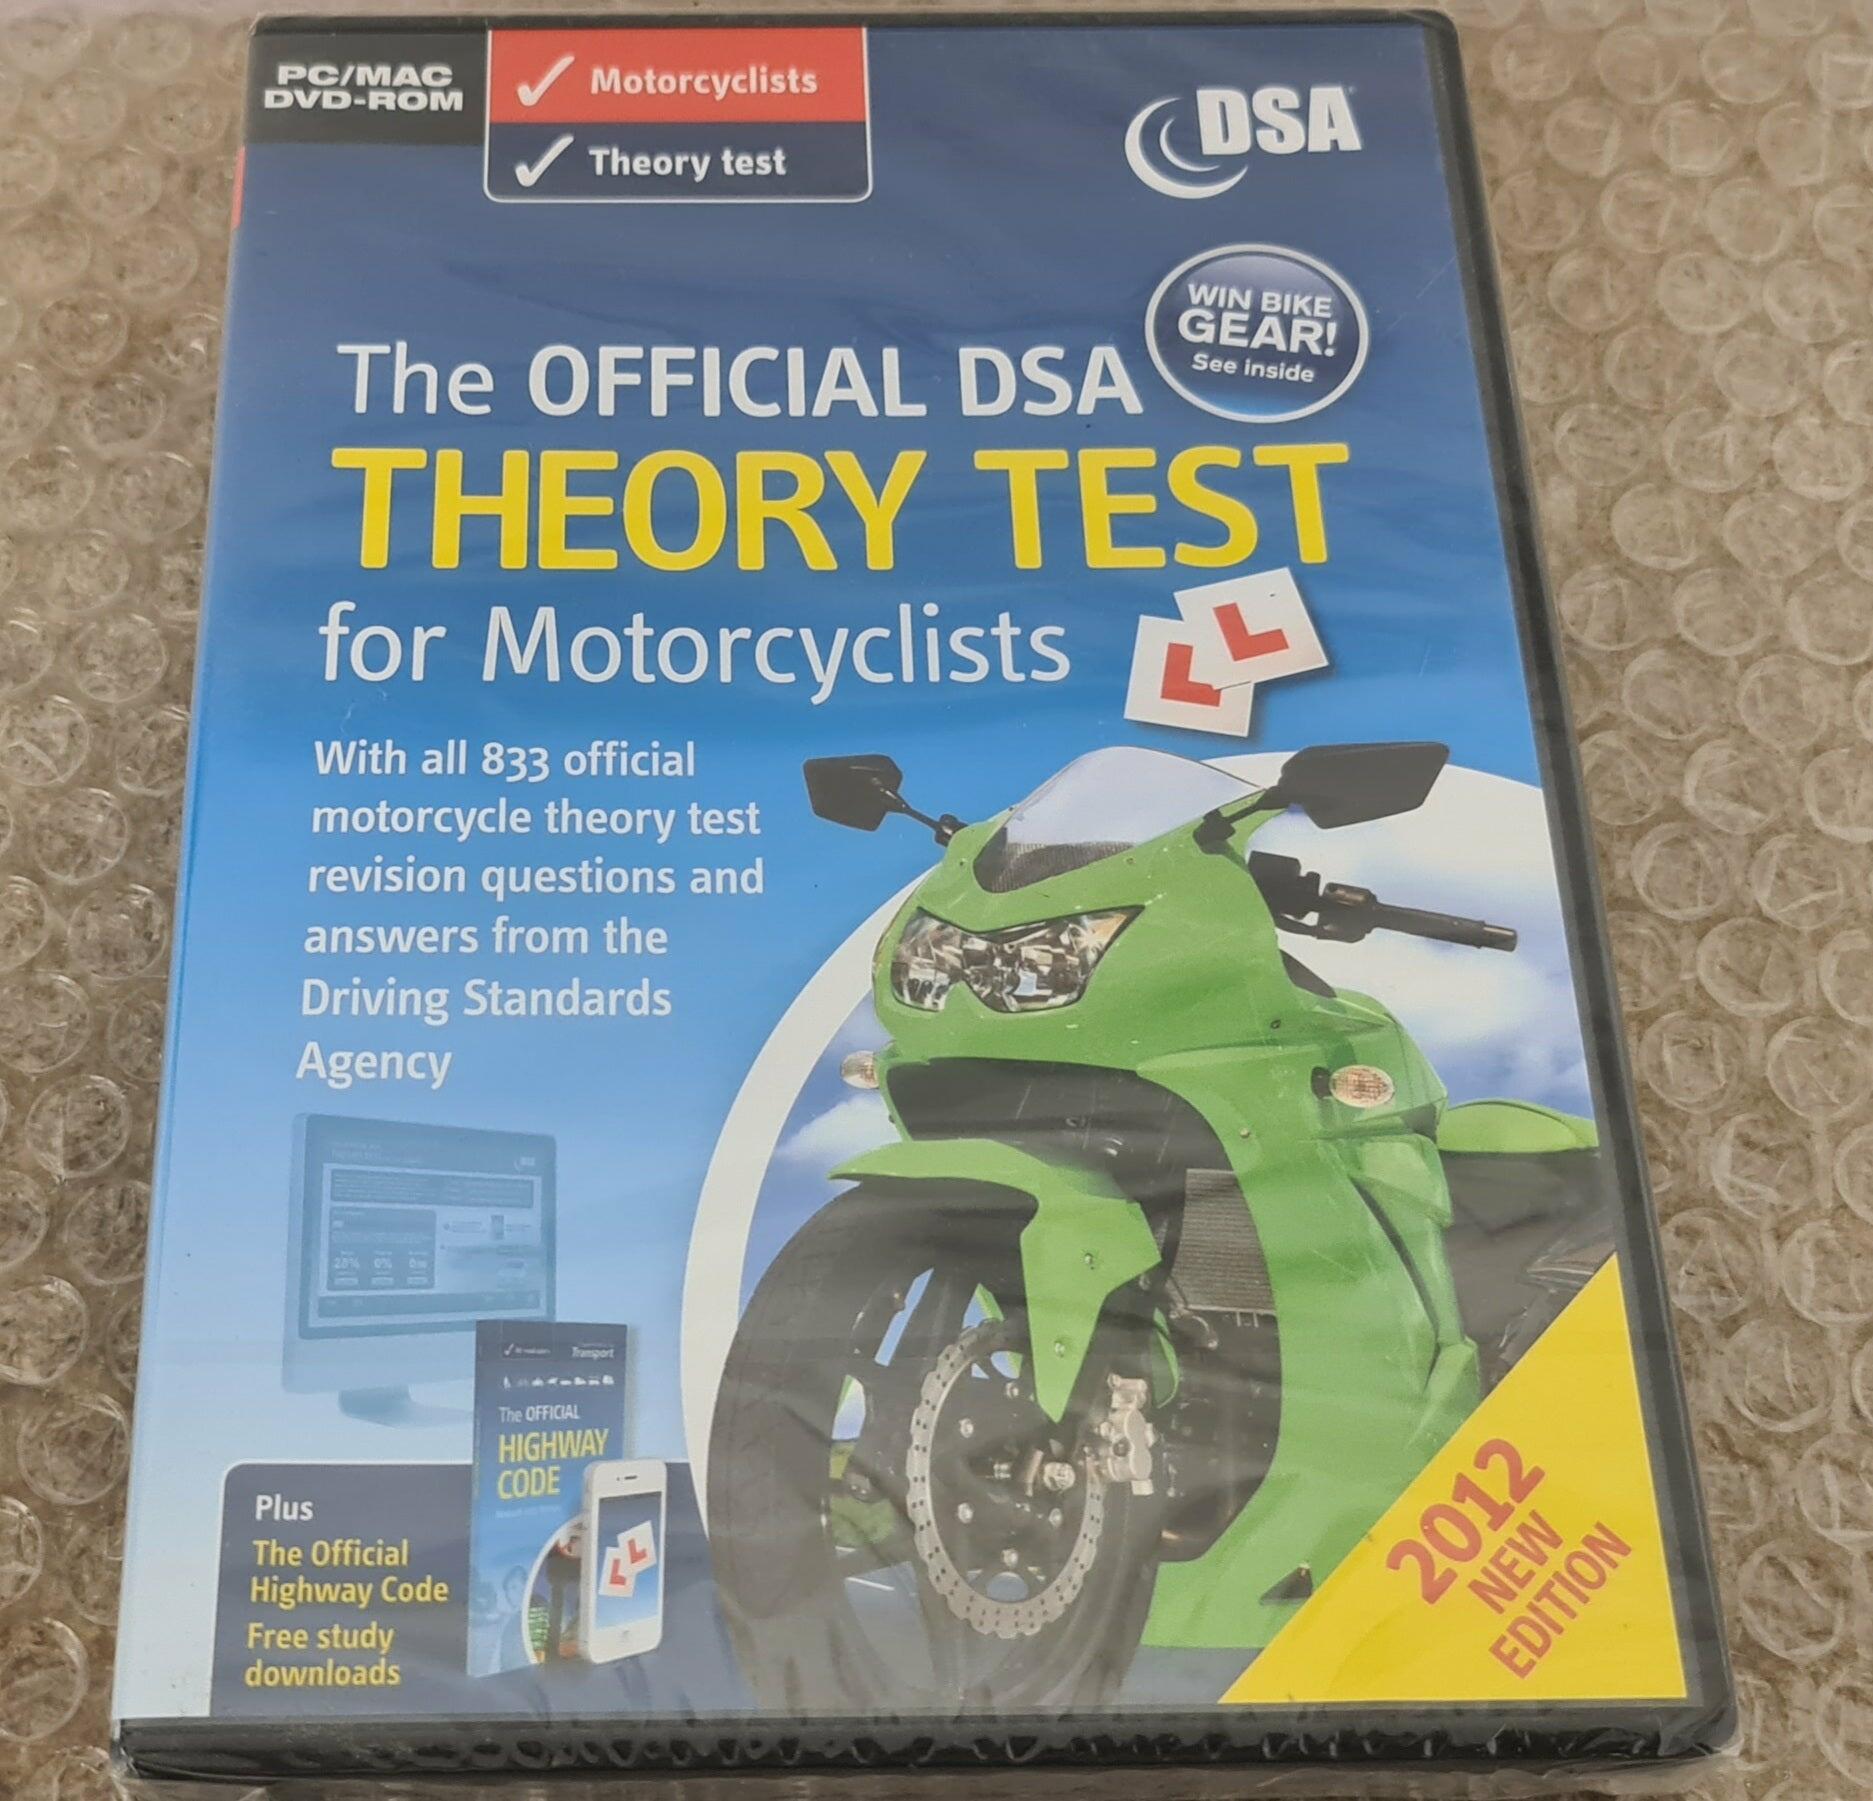 PC/MAC
DVD-ROM
✓ Motorcyclists
✓ Theory test
DSA
WIN BIKE
GEAR!
See inside
The OFFICIAL DSA
THEORY TEST
for Motorcyclists
L
L
With all 833 official
motorcycle theory test
revision questions and
answers from the
Driving Standards
Agency
Transport
The OFFICIAL
HIGHWAY
CODE
L
L
Plus
The Official
Highway Code
Free study
downloads
2012
NEW
EDITION